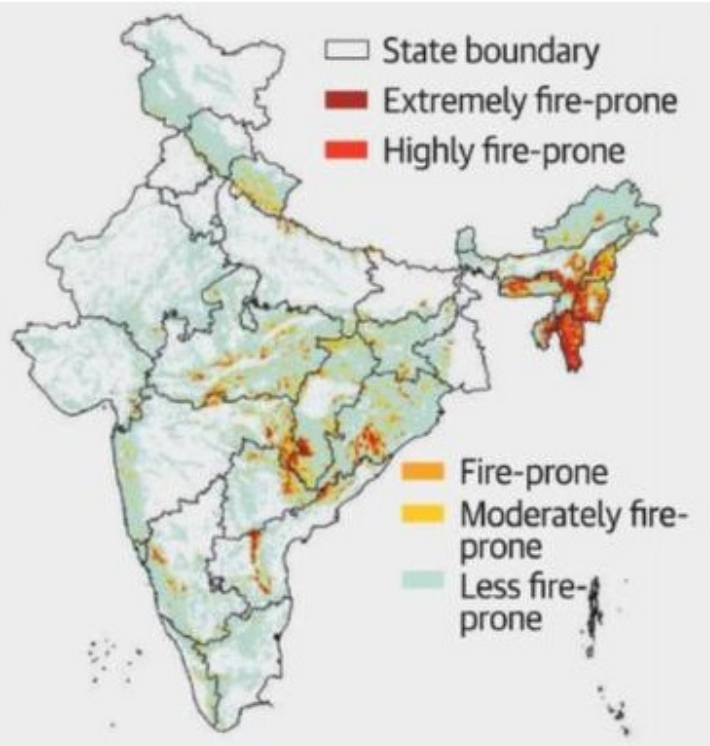 State boundary
Extremely fire-prone
Highly fire-prone
Fire-prone
Moderately fire-
prone
Less fire-
prone